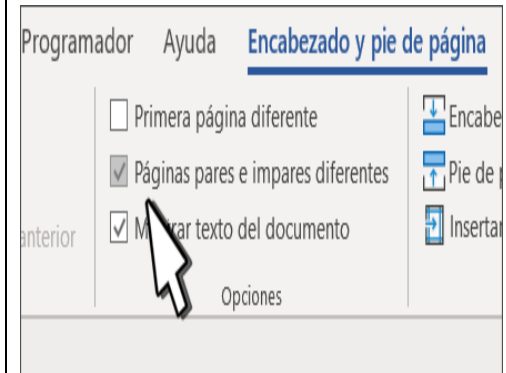 Programador Ayuda Encabezado y pie de página
Primera página diferente
Encabe
Páginas pares e impares diferentes
Pie de
anterior
Mostrar texto del documento
Insertar
Opciones